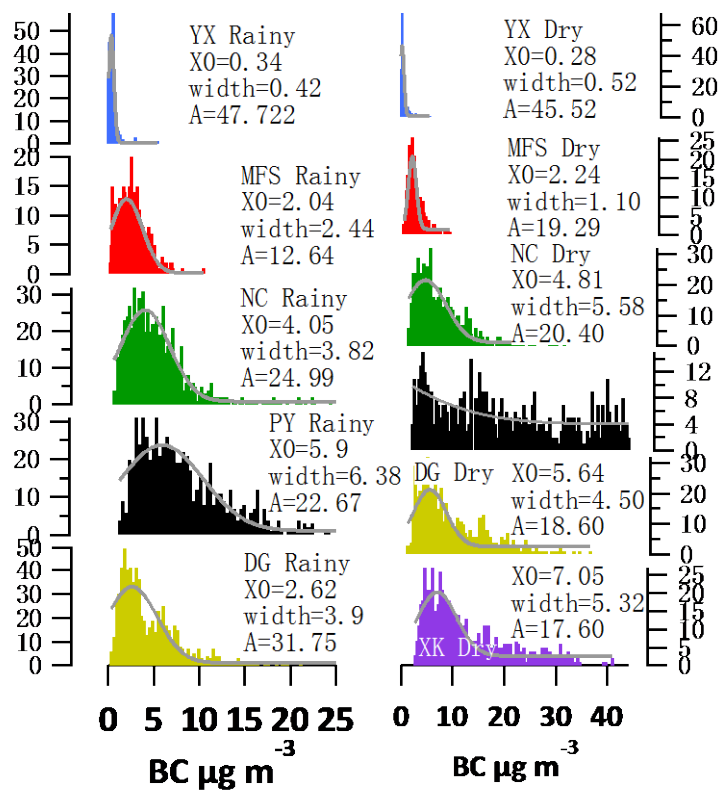 YX Rainy
X0=0.34
width=0.42
A=47.722
50
40
30
20
10
0
MFS Rainy
X0=2.04
width=2.44
A=12.64
20
15
10
5
0
NC Rainy
X0=4.05
width=3.82
A=24.99
30
20
10
0
PY Rainy
X0=5.9
width=6.38
A=22.67
30
20
10
0
DG Rainy
X0=2.62
width=3.9
A=31.75
50
40
30
20
10
0
0 5 10 15 20 25
BC µg m-3
YX Dry
X0=0.28
width=0.52
A=45.52
60
40
20
0
MFS Dry
X0=2.24
width=1.10
A=19.29
25
20
15
10
5
0
NC Dry
X0=4.81
width=5.58
A=20.40
30
20
10
0
12
8
4
0
DG Dry
X0=5.64
width=4.50
A=18.60
30
20
10
0
X0=7.05
width=5.32
A=17.60
XK Dry
25
20
15
10
5
0
0 10 20 30 40
BC µg m-3